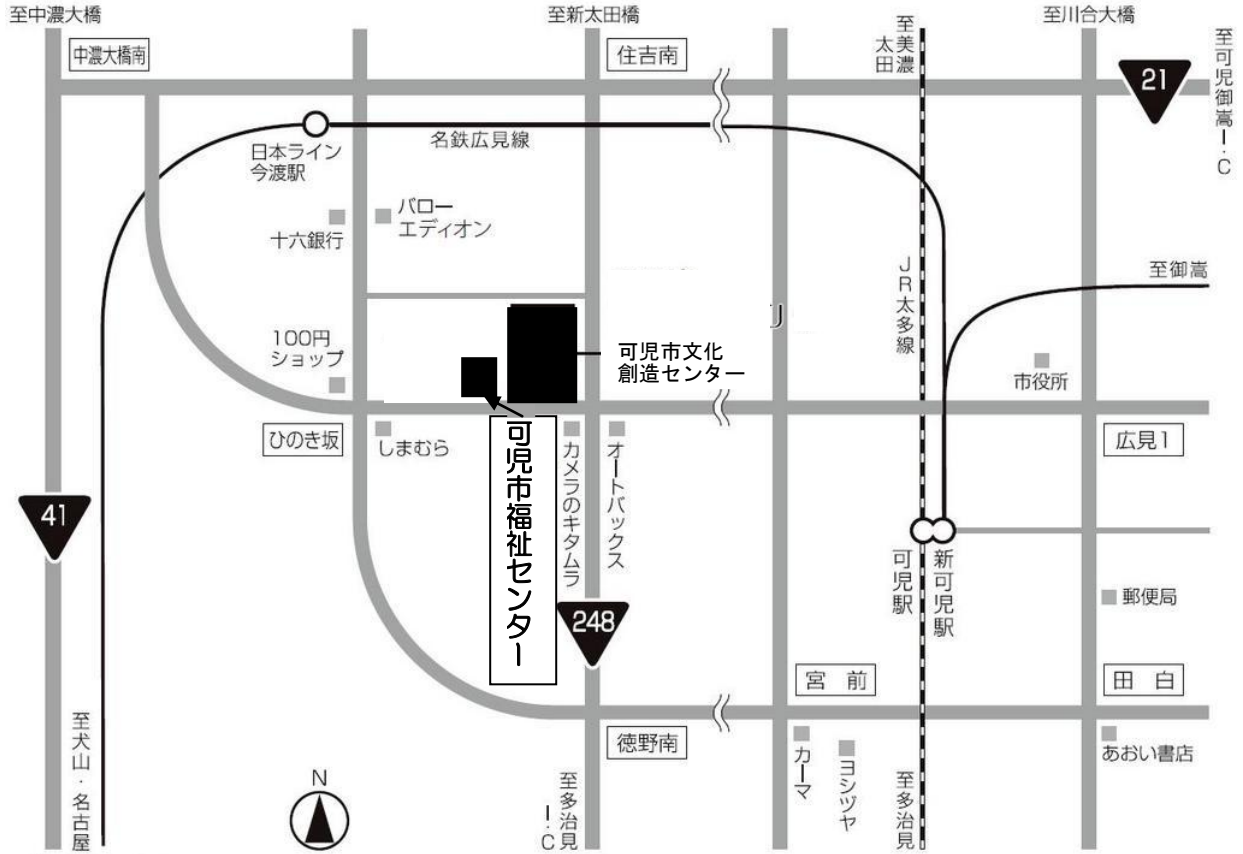 至中濃大橋
至新太田橋
至川合大橋
中濃大橋南
住吉南
至美濃
太田
21
至可児御嵩I・C
日本ライン
今渡駅
名鉄広見線
十六銀行
バロー
エディオン
JR太多線
至御嵩
100円
ショップ
可児市文化
創造センター
市役所
ひのき坂
しまむら
可児市福祉センター
カメラのキタムラ
オートバックス
広見1
41
248
可児駅
新可児駅
郵便局
宮前
田白
徳野南
カーマ
ヨシヅヤ
あおい書店
至犬山・名古屋
N
至多治見
I・C
至多治見